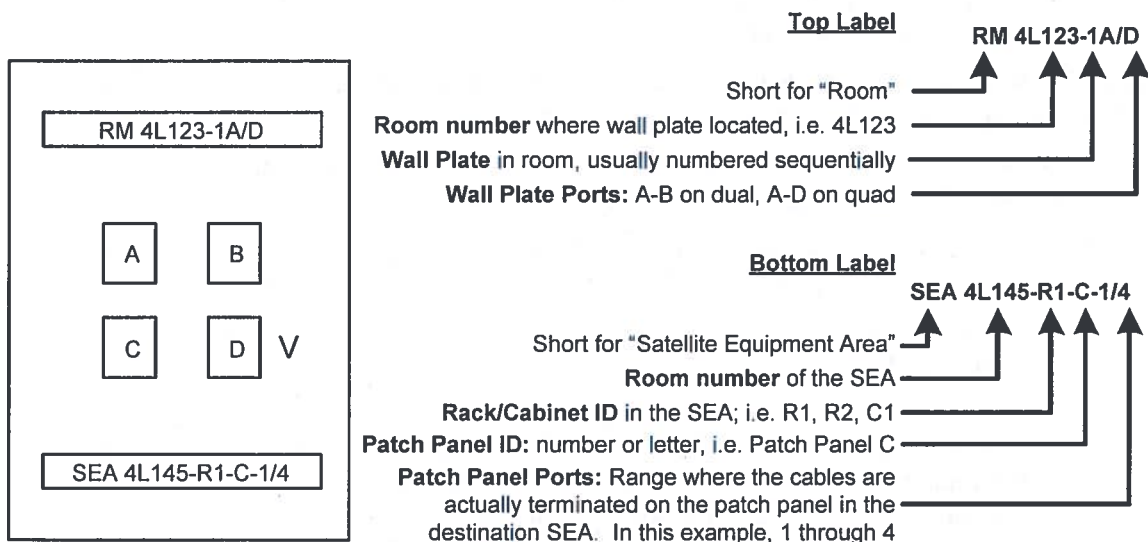 RM 4L123-1A/D
A B
C D V
SEA 4L145-R1-C-1/4
Top Label
RM 4L123-1A/D
Short for "Room"
Room number where wall plate located, i.e. 4L123
Wall Plate in room, usually numbered sequentially
Wall Plate Ports: A-B on dual, A-D on quad
Bottom Label
SEA 4L145-R1-C-1/4
Short for "Satellite Equipment Area"
Room number of the SEA
Rack/Cabinet ID in the SEA; i.e. R1, R2, C1
Patch Panel ID: number or letter, i.e. Patch Panel C
Patch Panel Ports: Range where the cables are
actually terminated on the patch panel in the
destination SEA. In this example, 1 through 4